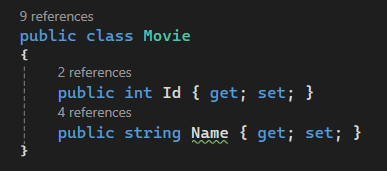 9 references
public class Movie
{
2 references
public int Id { get; set; }
4 references
public string Name { get; set; }
}